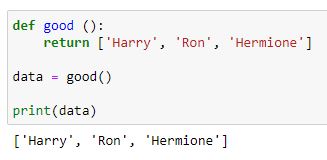 def good ():
    return ['Harry', 'Ron', 'Hermione']
data = good()
print(data)
['Harry', 'Ron', 'Hermione']